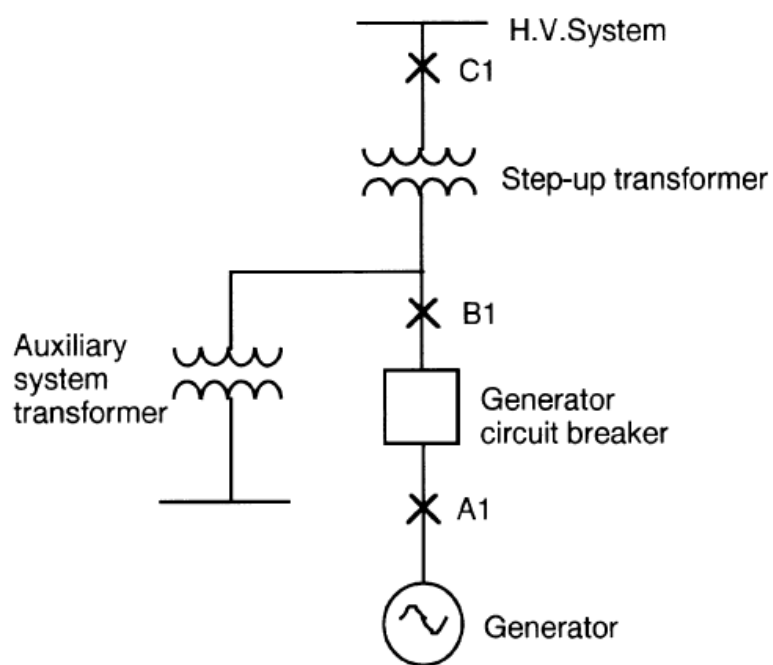 H.V.System
C1
Step-up transformer
B1
Auxiliary
system
transformer
Generator
circuit breaker
A1
Generator